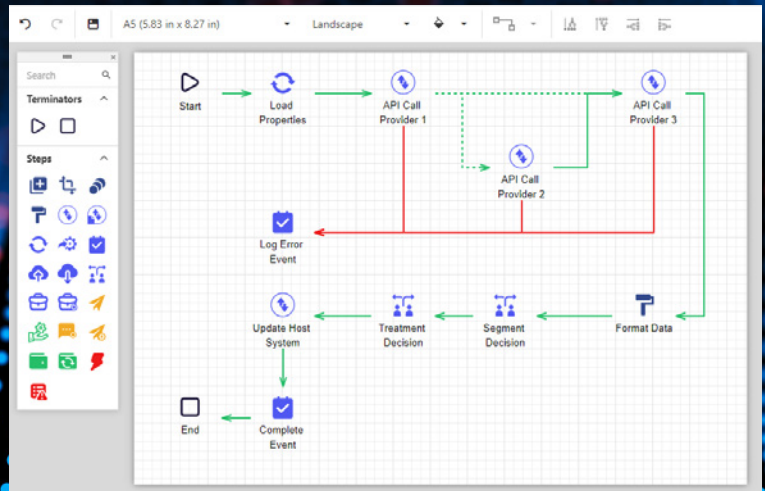 A5 (5.83 in x 8.27 in)
Landscape
Search
Terminators
Steps
Start
Load
Properties
API Call
Provider 1
API Call
Provider 3
API Call
Provider 2
Log Error
Event
Update Host
System
Treatment
Decision
Segment
Decision
Format Data
End
Complete
Event